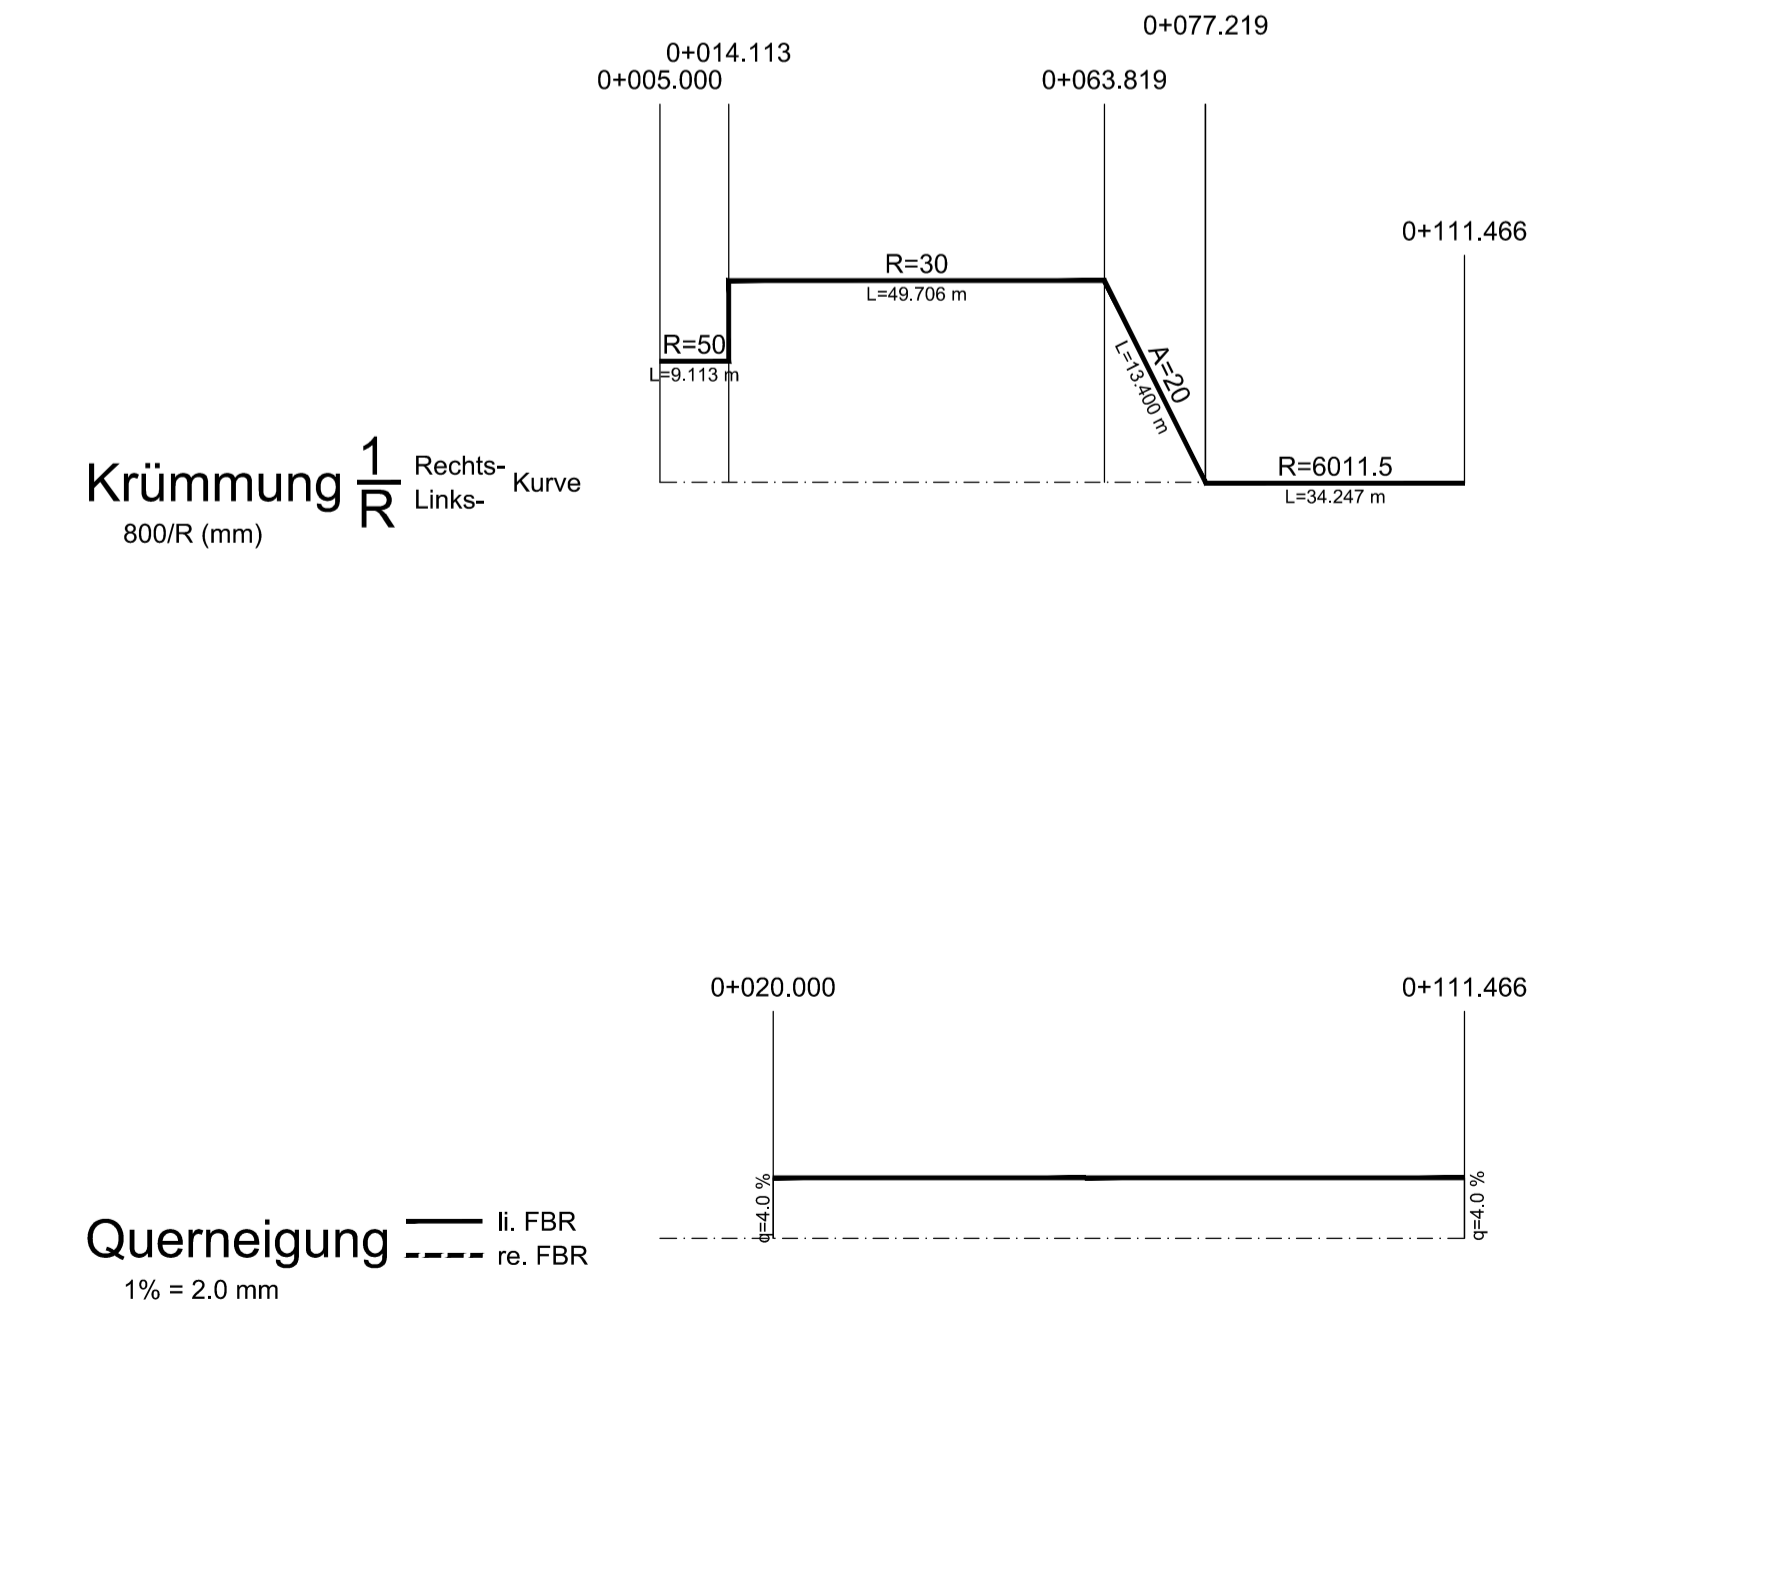 0+077.219
0+014.113
0+005.000
0+063.819
0+111.466
R=30
L=49.706 m
R=50
L=9.113 m
A=20
L=13.400 m
Krümmung 1/R Rechts- Links- Kurve
800/R (mm)
R=6011.5
L=34.247 m
0+020.000
0+111.466
q=4.0 %
q=4.0 %
Querneigung
li. FBR
re. FBR
1% = 2.0 mm